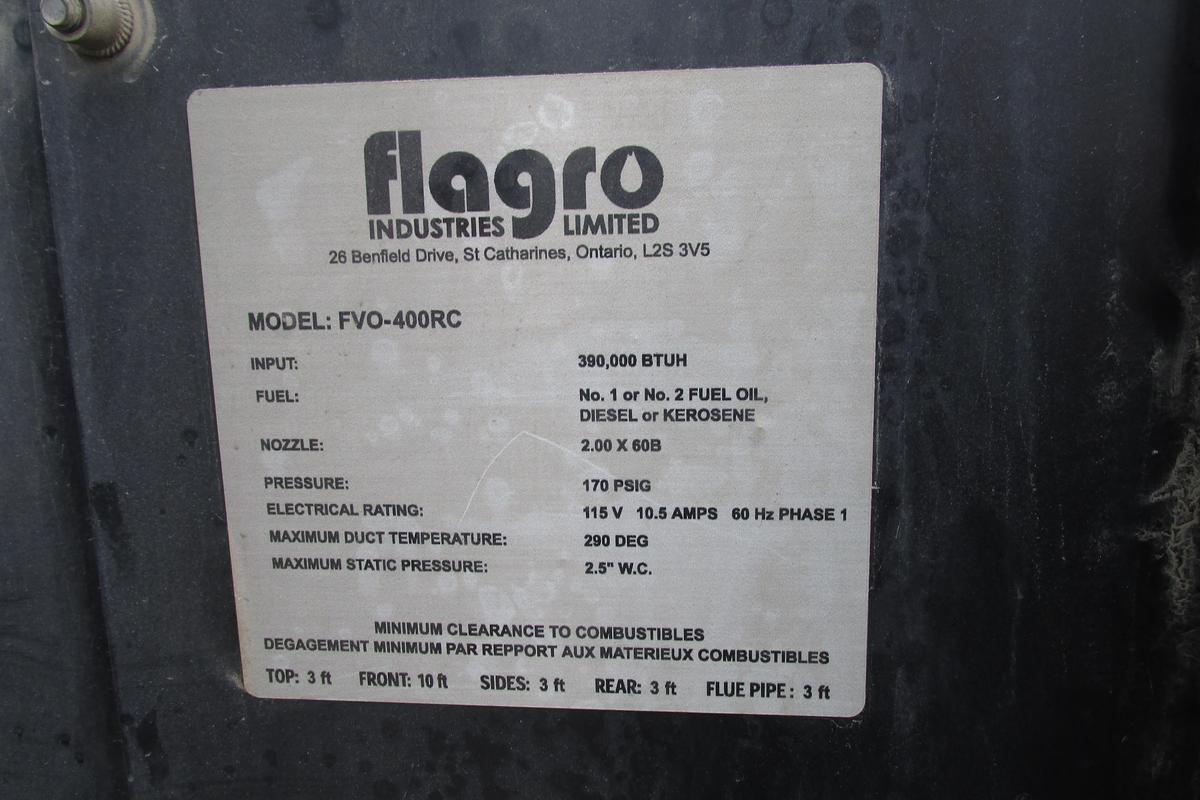 flagro
INDUSTRIES LIMITED
26 Benfield Drive, St Catharines, Ontario, L2S 3V5
MODEL: FVO-400RC
INPUT: 390,000 BTUH
FUEL: No. 1 or No. 2 FUEL OIL,
DIESEL or KEROSENE
NOZZLE: 2.00 X 60B
PRESSURE: 170 PSIG
ELECTRICAL RATING: 115 V 10.5 AMPS 60 Hz PHASE 1
MAXIMUM DUCT TEMPERATURE: 290 DEG
MAXIMUM STATIC PRESSURE: 2.5" W.C.
MINIMUM CLEARANCE TO COMBUSTIBLES
DEGAGEMENT MINIMUM PAR REPPORT AUX MATERIEUX COMBUSTIBLES
TOP: 3 ft FRONT: 10 ft SIDES: 3 ft REAR: 3 ft FLUE PIPE: 3 ft